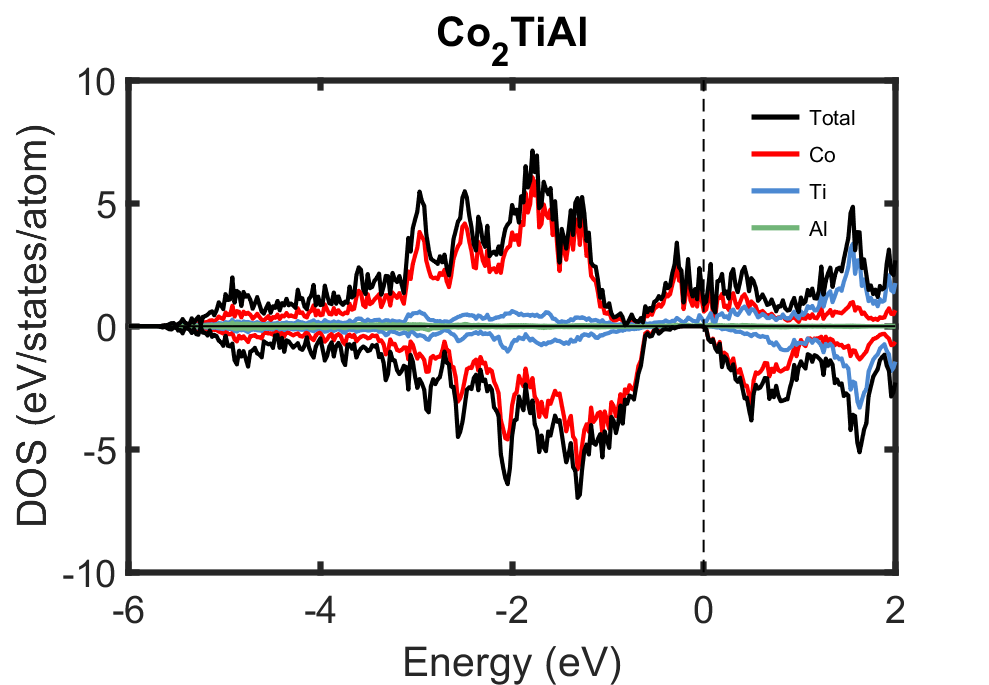 Co₂TiAl
10
5
0
-5
-10
DOS (eV/states/atom)
Total
Co
Ti
Al
-6 -4 -2 0 2
Energy (eV)